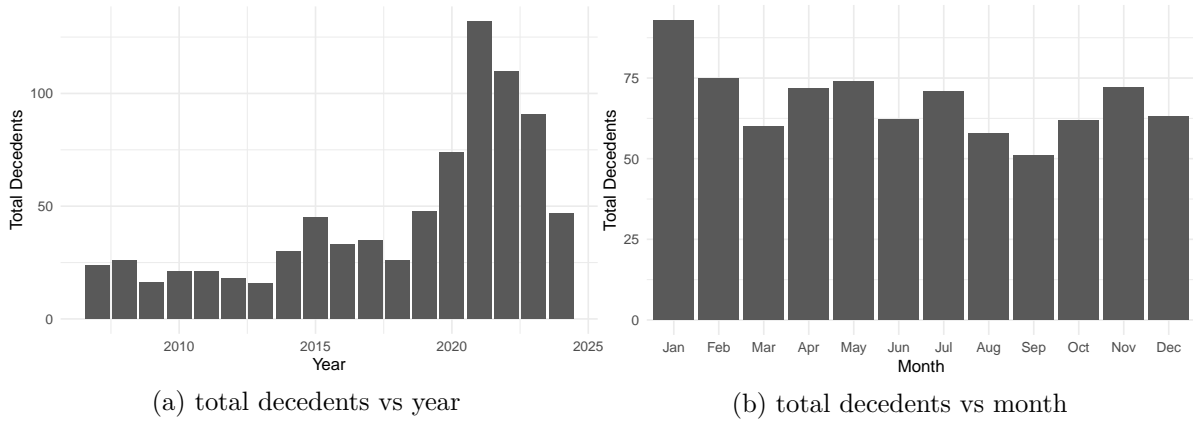 100
50
0
Total Decedents
2010 2015 2020 2025
Year
(a) total decedents vs year
75
50
25
0
Total Decedents
Jan Feb Mar Apr May Jun Jul Aug Sep Oct Nov Dec
Month
(b) total decedents vs month